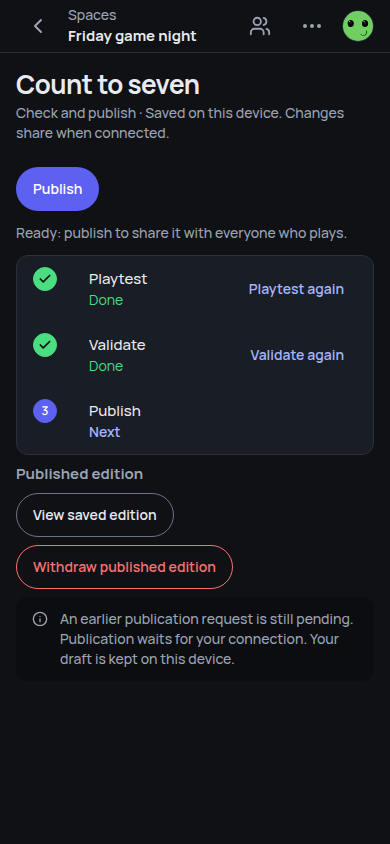 Spaces
Friday game night
Count to seven
Check and publish · Saved on this device. Changes
share when connected.
Publish
Ready: publish to share it with everyone who plays.
Playtest
Done
Playtest again
Validate
Done
Validate again
3
Publish
Next
Published edition
View saved edition
Withdraw published edition
An earlier publication request is still pending.
Publication waits for your connection. Your
draft is kept on this device.